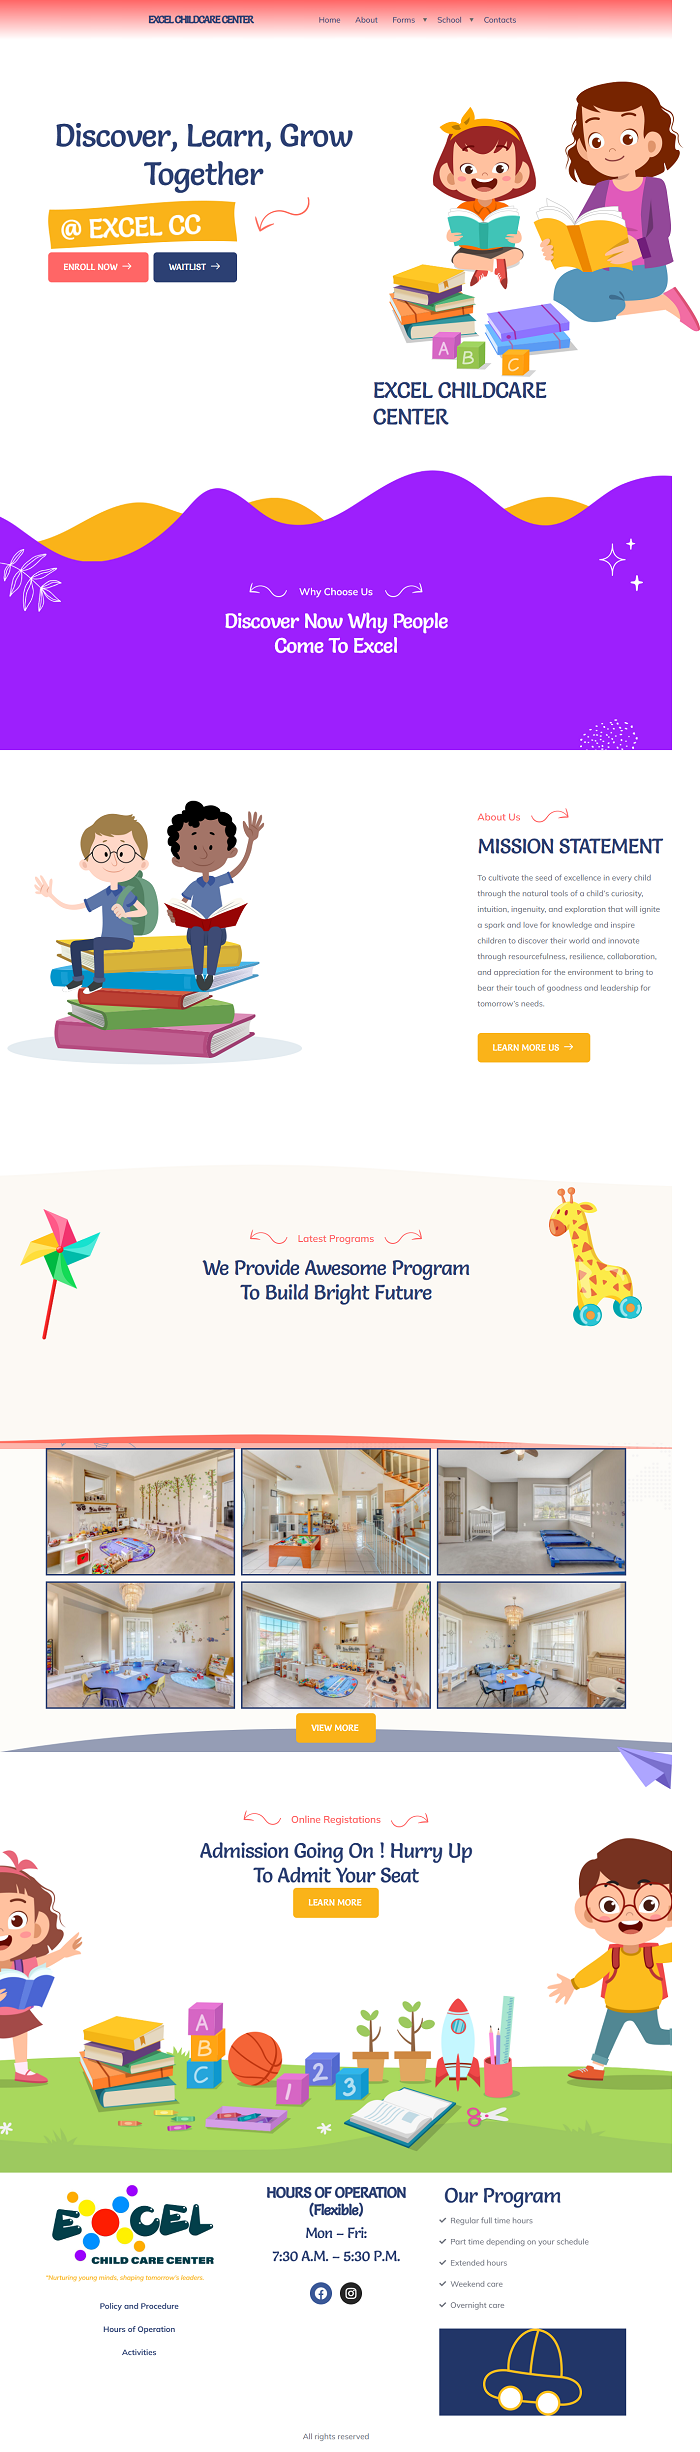 EXCEL CHILDCARE CENTER
Home About Forms ▾ School ▾ Contacts
Discover, Learn, Grow
Together
@ EXCEL CC
ENROLL NOW → WAITLIST →
A B C
EXCEL CHILDCARE
CENTER
Why Choose Us
Discover Now Why People
Come To Excel
About Us
MISSION STATEMENT
To cultivate the seed of excellence in every child
through the natural tools of a child's curiosity,
intuition, ingenuity, and exploration that will ignite
a spark and love for knowledge and inspire
children to discover their world and innovate
through resourcefulness, resilience, collaboration,
and appreciation for the environment to bring to
bear their touch of goodness and leadership for
tomorrow's needs.
LEARN MORE US →
Latest Programs
We Provide Awesome Program
To Build Bright Future
VIEW MORE
Online Registations
Admission Going On ! Hurry Up
To Admit Your Seat
LEARN MORE
A
B
C
1 2 3
EXCEL
CHILD CARE CENTER
"Nurturing young minds, shaping tomorrow's leaders.
Policy and Procedure
Hours of Operation
Activities
HOURS OF OPERATION
(Flexible)
Mon – Fri:
7:30 A.M. – 5:30 P.M.
Our Program
Regular full time hours
Part time depending on your schedule
Extended hours
Weekend care
Overnight care
All rights reserved